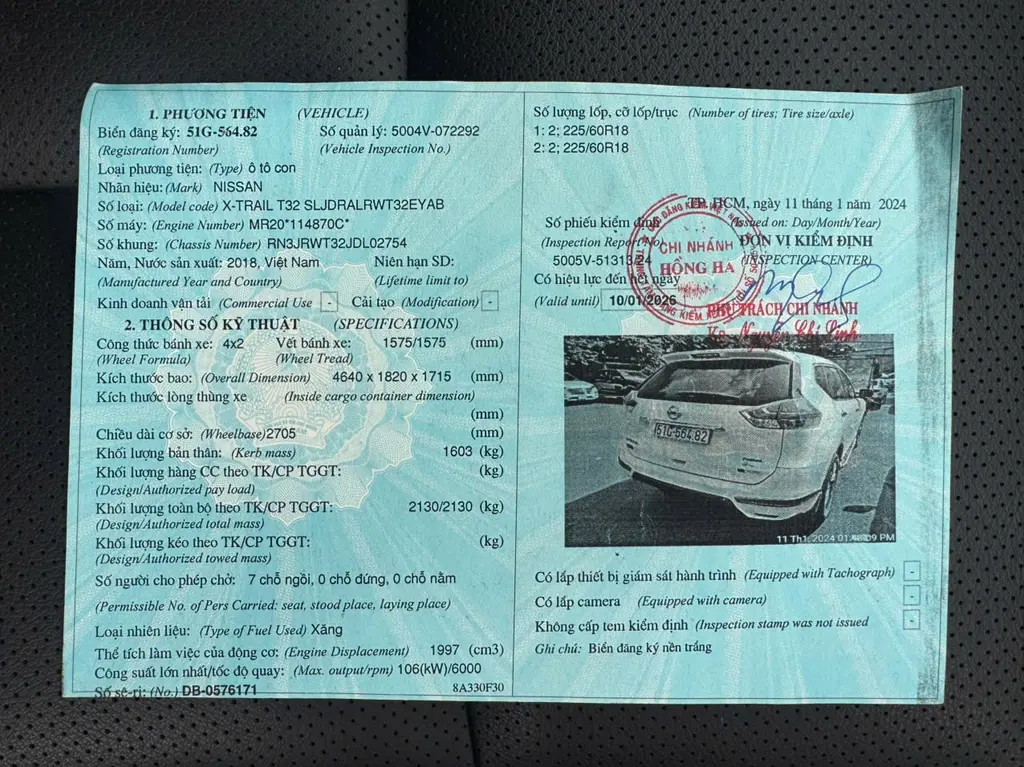 1. PHƯƠNG TIỆN (VEHICLE)
Biển đăng ký: 51G-564.82 Số quản lý: 5004V-072292
(Registration Number) (Vehicle Inspection No.)
Loại phương tiện: (Type) ô tô con
Nhãn hiệu: (Mark) NISSAN
Số loại: (Model code) X-TRAIL T32 SLJDRALRWT32EYAB
Số máy: (Engine Number) MR20*114870C*
Số khung: (Chassis Number) RN3JRWT32JDL02754
Năm, Nước sản xuất: 2018, Việt Nam Niên hạn SD:
(Manufactured Year and Country) (Lifetime limit to)
Kinh doanh vận tải (Commercial Use - Cải tạo (Modification) -
2. THÔNG SỐ KỸ THUẬT (SPECIFICATIONS)
Công thức bánh xe: 4x2 Vết bánh xe: 1575/1575 (mm)
(Wheel Formula) (Wheel Tread)
Kích thước bao: (Overall Dimension) 4640 x 1820 x 1715 (mm)
Kích thước lòng thùng xe (Inside cargo container dimension)
(mm)
Chiều dài cơ sở: (Wheelbase) 2705 (mm)
Khối lượng bản thân: (Kerb mass) 1603 (kg)
Khối lượng hàng CC theo TK/CP TGGT: (kg)
(Design/Authorized pay load)
Khối lượng toàn bộ theo TK/CP TGGT: 2130/2130 (kg)
(Design/Authorized total mass)
Khối lượng kéo theo TK/CP TGGT: (kg)
(Design/Authorized towed mass)
Số người cho phép chở: 7 chỗ ngồi, 0 chỗ đứng, 0 chỗ nằm
(Permissible No. of Pers Carried: seat, stood place, laying place)
Loại nhiên liệu: (Type of Fuel Used) Xăng
Thể tích làm việc của động cơ: (Engine Displacement) 1997 (cm3)
Công suất lớn nhất/tốc độ quay: (Max. output/rpm) 106(kW)/6000
Số sê-ri: (No.) DB-0576171 8A330F30
Số lượng lốp, cỡ lốp/trục (Number of tires; Tire size/axle)
1: 2; 225/60R18
2: 2; 225/60R18
TP. HCM, ngày 11 tháng 1 năm 2024
Số phiếu kiểm định (Issued on: Day/Month/Year)
(Inspection Report No) ĐƠN VỊ KIỂM ĐỊNH
5005V-51313/24 (INSPECTION CENTER)
Có hiệu lực đến hết ngày
(Valid until) 10/01/2026
CHI NHÁNH
HỒNG HÀ
PHỤ TRÁCH CHI NHÁNH
Nguyễn Chí Linh
51G-564.82
11 Th1, 2024 01:48:09 PM
Có lắp thiết bị giám sát hành trình (Equipped with Tachograph) -
Có lắp camera (Equipped with camera) -
Không cấp tem kiểm định (Inspection stamp was not issued -
Ghi chú: Biển đăng ký nền trắng